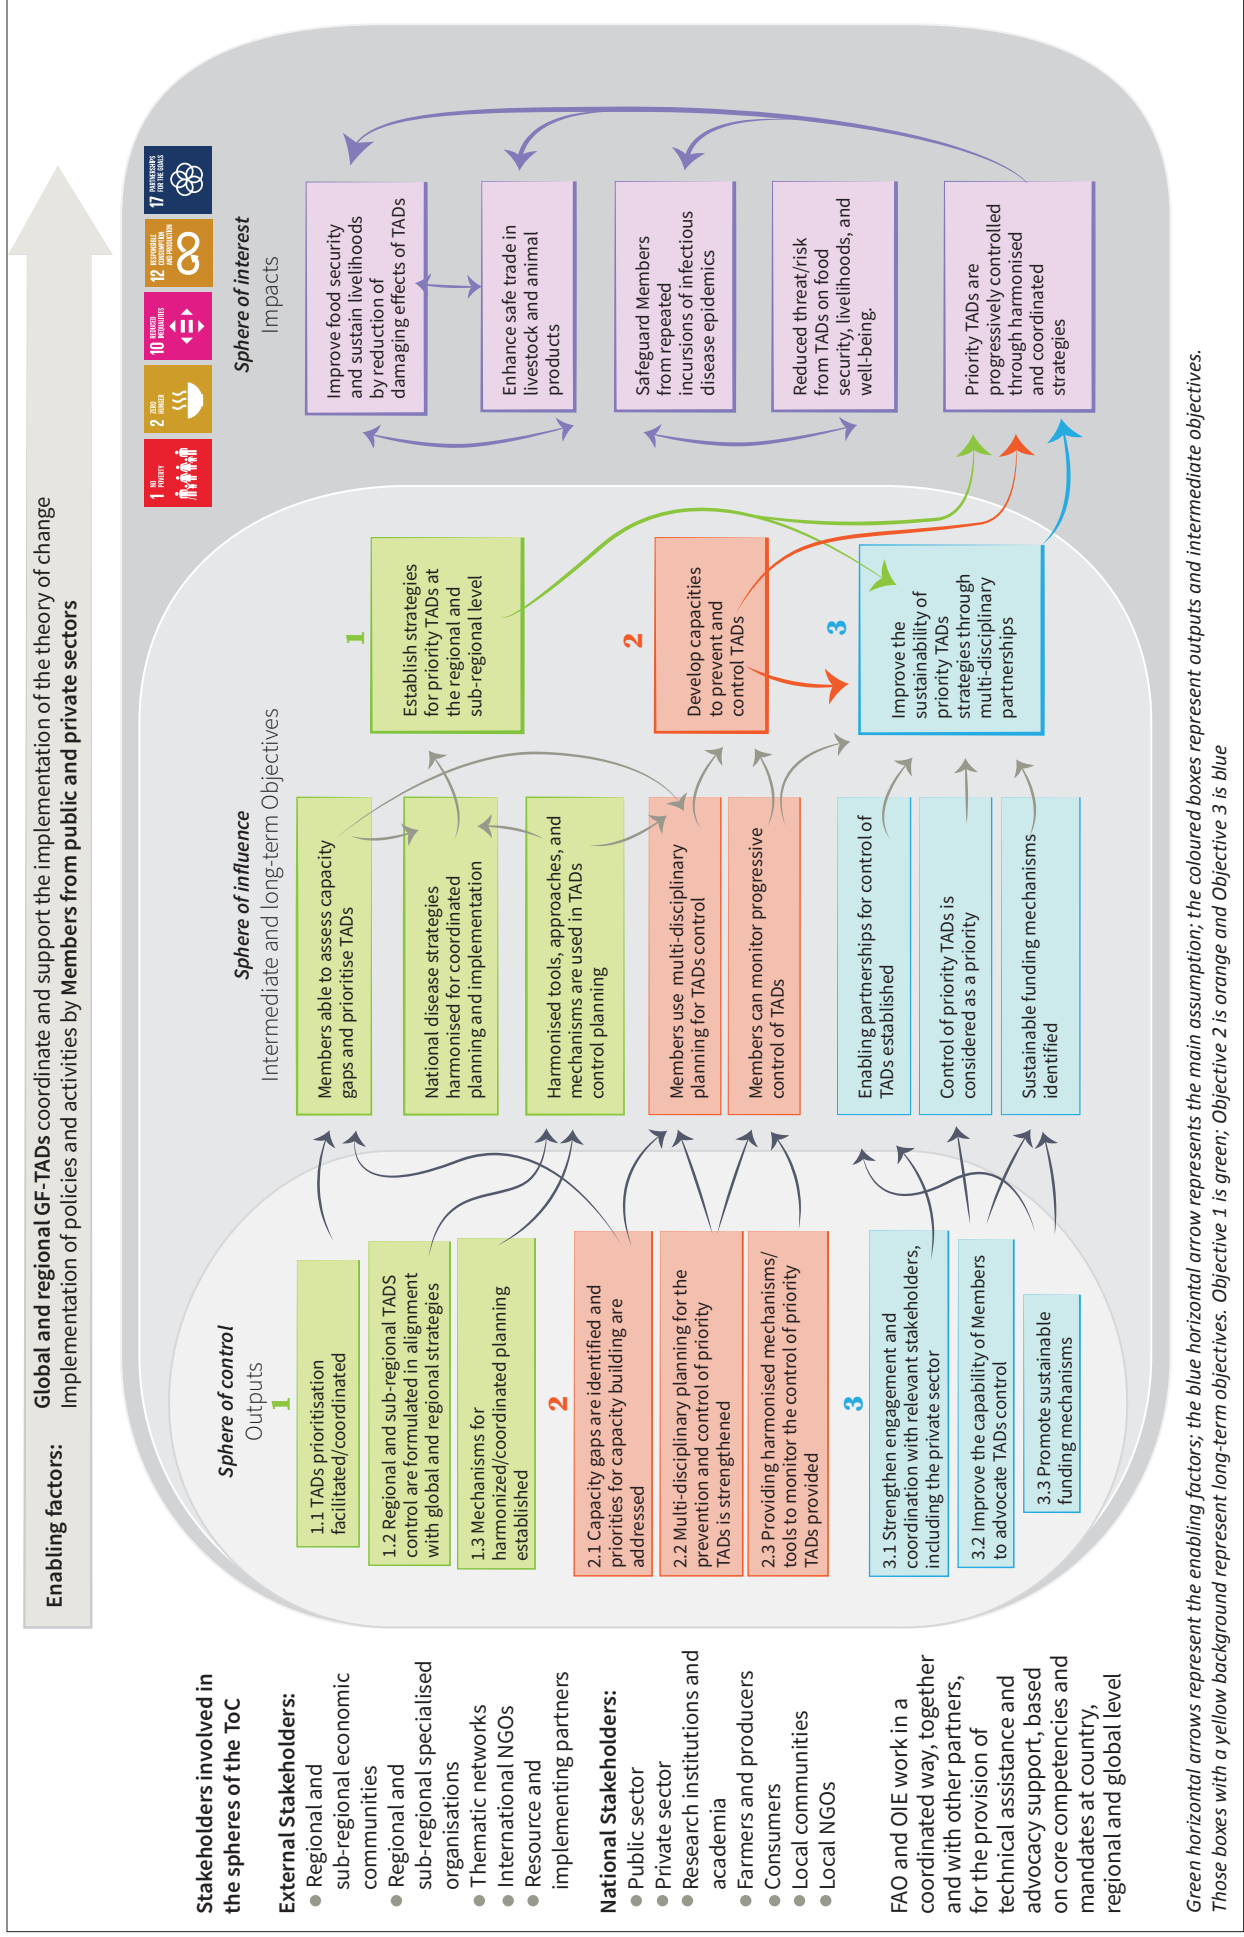 Enabling factors:
Global and regional GF-TADs coordinate and support the implementation of the theory of change
Implementation of policies and activities by Members from public and private sectors
Stakeholders involved in
the spheres of the ToC
External Stakeholders:
● Regional and
sub-regional economic
communities
● Regional and
sub-regional specialised
organisations
● Thematic networks
● International NGOs
● Resource and
implementing partners
National Stakeholders:
● Public sector
● Private sector
● Research institutions and
academia
● Farmers and producers
● Consumers
● Local communities
● Local NGOs
FAO and OIE work in a
coordinated way, together
and with other partners,
for the provision of
technical assistance and
advocacy support, based
on core competencies and
mandates at country,
regional and global level
Sphere of control
Outputs
1
1.1 TADs prioritisation
facilitated/coordinated
1.2 Regional and sub-regional TADS
control are formulated in alignment
with global and regional strategies
1.3 Mechanisms for
harmonized/coordinated planning
established
2
2.1 Capacity gaps are identified and
priorities for capacity building are
addressed
2.2 Multi-disciplinary planning for the
prevention and control of priority
TADs is strengthened
2.3 Providing harmonised mechanisms/
tools to monitor the control of priority
TADs provided
3
3.1 Strengthen engagement and
coordination with relevant stakeholders,
including the private sector
3.2 Improve the capability of Members
to advocate TADs control
3.3 Promote sustainable
funding mechanisms
Sphere of influence
Intermediate and long-term Objectives
Members able to assess capacity
gaps and prioritise TADs
National disease strategies
harmonised for coordinated
planning and implementation
Harmonised tools, approaches, and
mechanisms are used in TADs
control planning
Members use multi-disciplinary
planning for TADs control
Members can monitor progressive
control of TADs
Enabling partnerships for control of
TADs established
Control of priority TADs is
considered as a priority
Sustainable funding mechanisms
identified
1
Establish strategies
for priority TADs at
the regional and
sub-regional level
2
Develop capacities
to prevent and
control TADs
3
Improve the
sustainability of
priority TADs
strategies through
multi-disciplinary
partnerships
1 NO
POVERTY
2 ZERO
HUNGER
10 REDUCED
INEQUALITIES
12 RESPONSIBLE
CONSUMPTION
AND PRODUCTION
17 PARTNERSHIPS
FOR THE GOALS
Sphere of interest
Impacts
Improve food security
and sustain livelihoods
by reduction of
damaging effects of TADs
Enhance safe trade in
livestock and animal
products
Safeguard Members
from repeated
incursions of infectious
disease epidemics
Reduced threat/risk
from TADs on food
security, livelihoods, and
well-being,
Priority TADs are
progressively controlled
through harmonised
and coordinated
strategies
Green horizontal arrows represent the enabling factors; the blue horizontal arrow represents the main assumption; the coloured boxes represent outputs and intermediate objectives.
Those boxes with a yellow background represent long-term objectives. Objective 1 is green; Objective 2 is orange and Objective 3 is blue